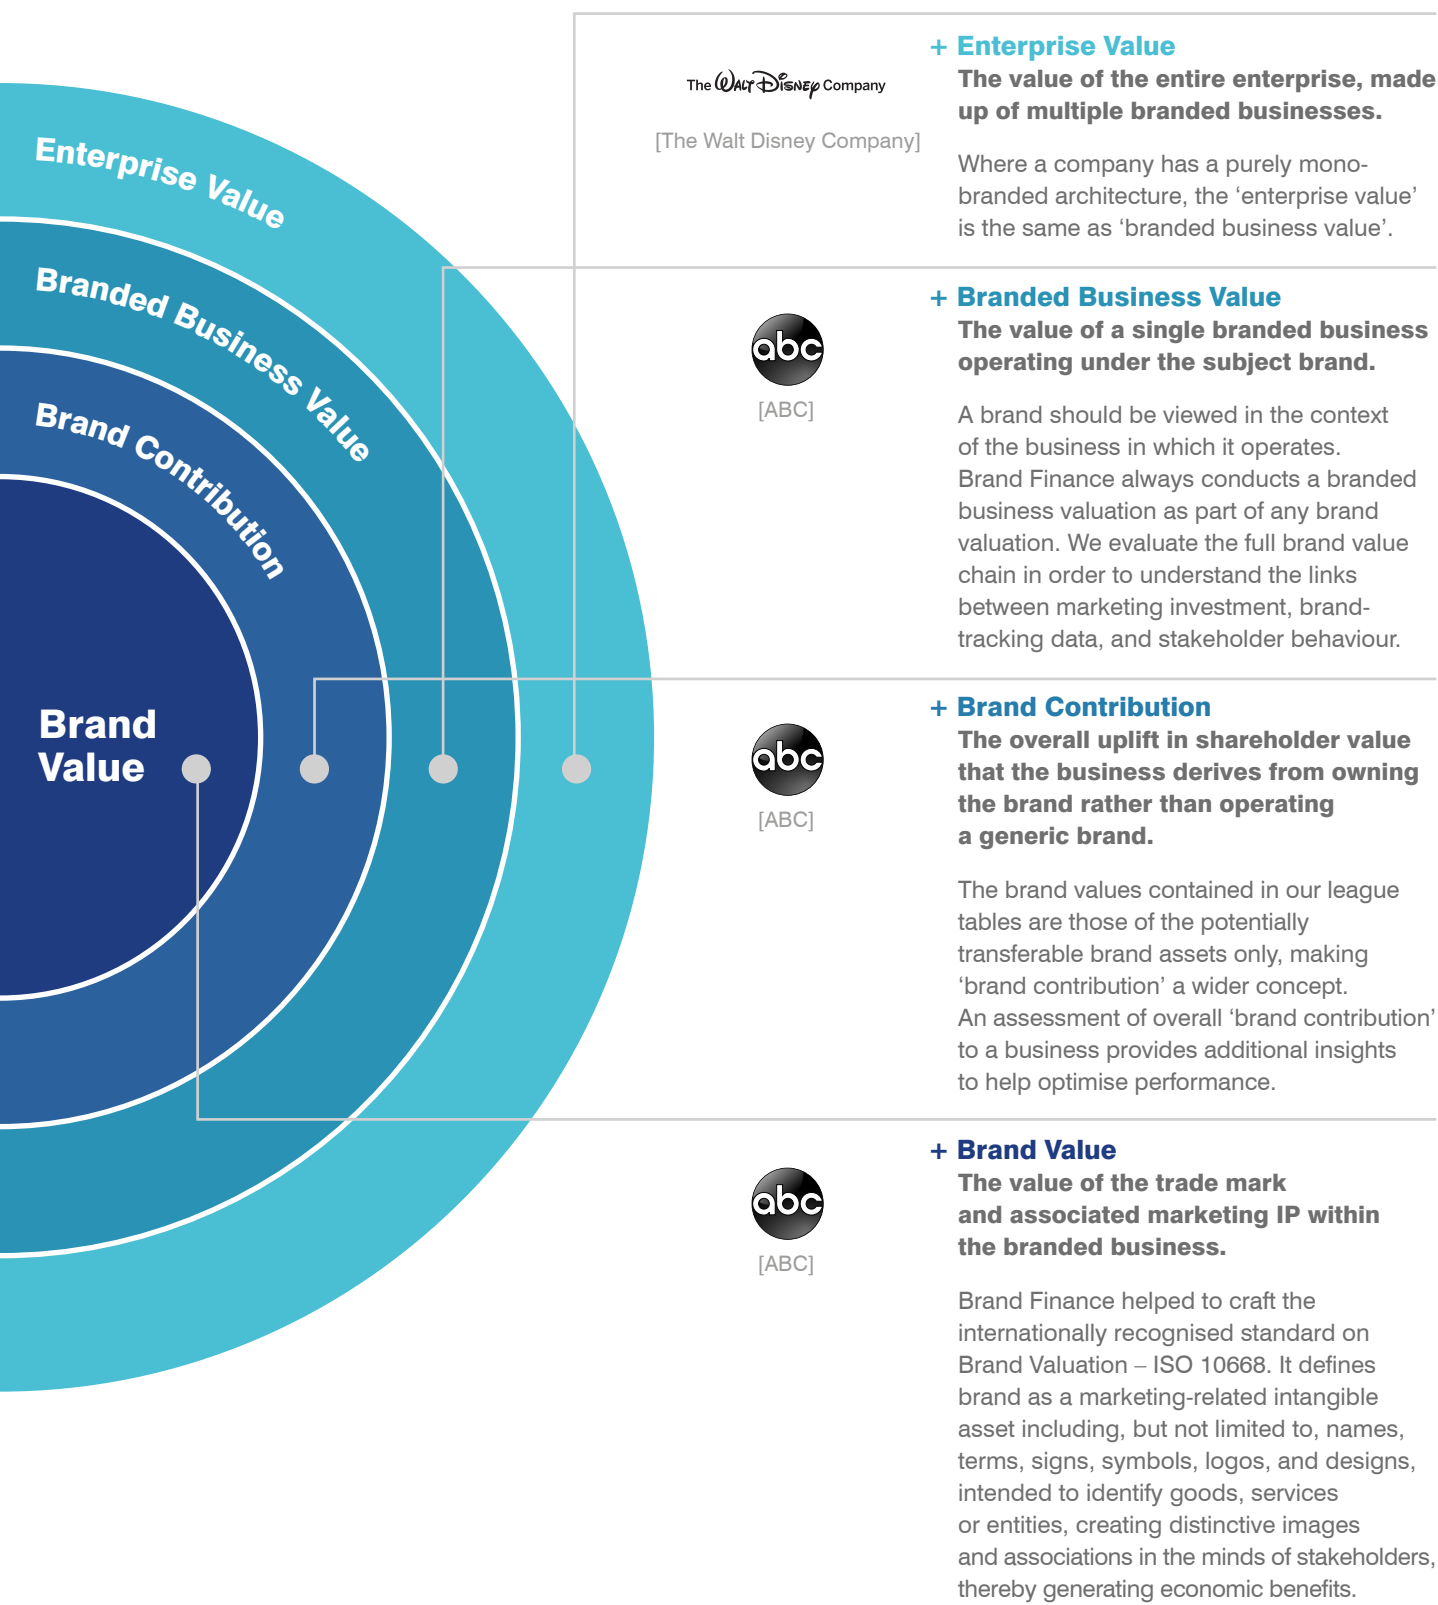 Enterprise Value
Branded Business Value
Brand Contribution
Brand
Value
The WALT DISNEY Company
[The Walt Disney Company]
+ Enterprise Value
The value of the entire enterprise, made
up of multiple branded businesses.
Where a company has a purely mono-
branded architecture, the ‘enterprise value’
is the same as ‘branded business value’.
abc
[ABC]
+ Branded Business Value
The value of a single branded business
operating under the subject brand.
A brand should be viewed in the context
of the business in which it operates.
Brand Finance always conducts a branded
business valuation as part of any brand
valuation. We evaluate the full brand value
chain in order to understand the links
between marketing investment, brand-
tracking data, and stakeholder behaviour.
abc
[ABC]
+ Brand Contribution
The overall uplift in shareholder value
that the business derives from owning
the brand rather than operating
a generic brand.
The brand values contained in our league
tables are those of the potentially
transferable brand assets only, making
‘brand contribution’ a wider concept.
An assessment of overall ‘brand contribution’
to a business provides additional insights
to help optimise performance.
abc
[ABC]
+ Brand Value
The value of the trade mark
and associated marketing IP within
the branded business.
Brand Finance helped to craft the
internationally recognised standard on
Brand Valuation – ISO 10668. It defines
brand as a marketing-related intangible
asset including, but not limited to, names,
terms, signs, symbols, logos, and designs,
intended to identify goods, services
or entities, creating distinctive images
and associations in the minds of stakeholders,
thereby generating economic benefits.